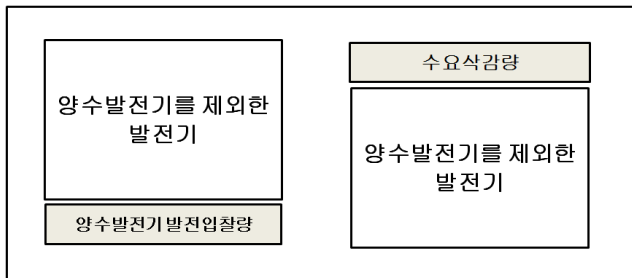 양수발전기를 제외한
발전기
양수발전기 발전입찰량
수요삭감량
양수발전기를 제외한
발전기